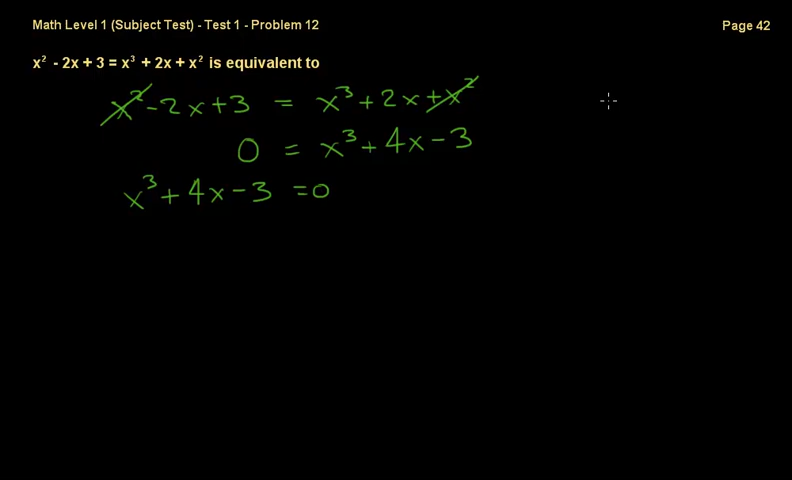 Math Level 1 (Subject Test) - Test 1 - Problem 12
Page 42
x² - 2x + 3 = x³ + 2x + x² is equivalent to
x² - 2x + 3 = x³ + 2x + x²
0 = x³ + 4x - 3
x³ + 4x - 3 = 0